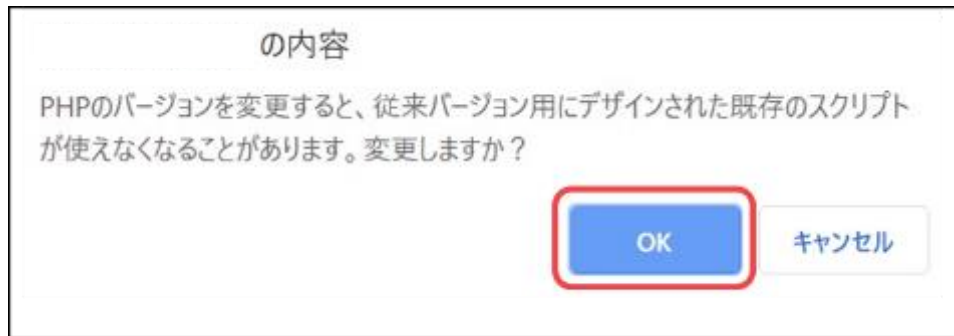 の内容
PHPのバージョンを変更すると、従来バージョン用にデザインされた既存のスクリプト
が使えなくなることがあります。変更しますか？
OK
キャンセル